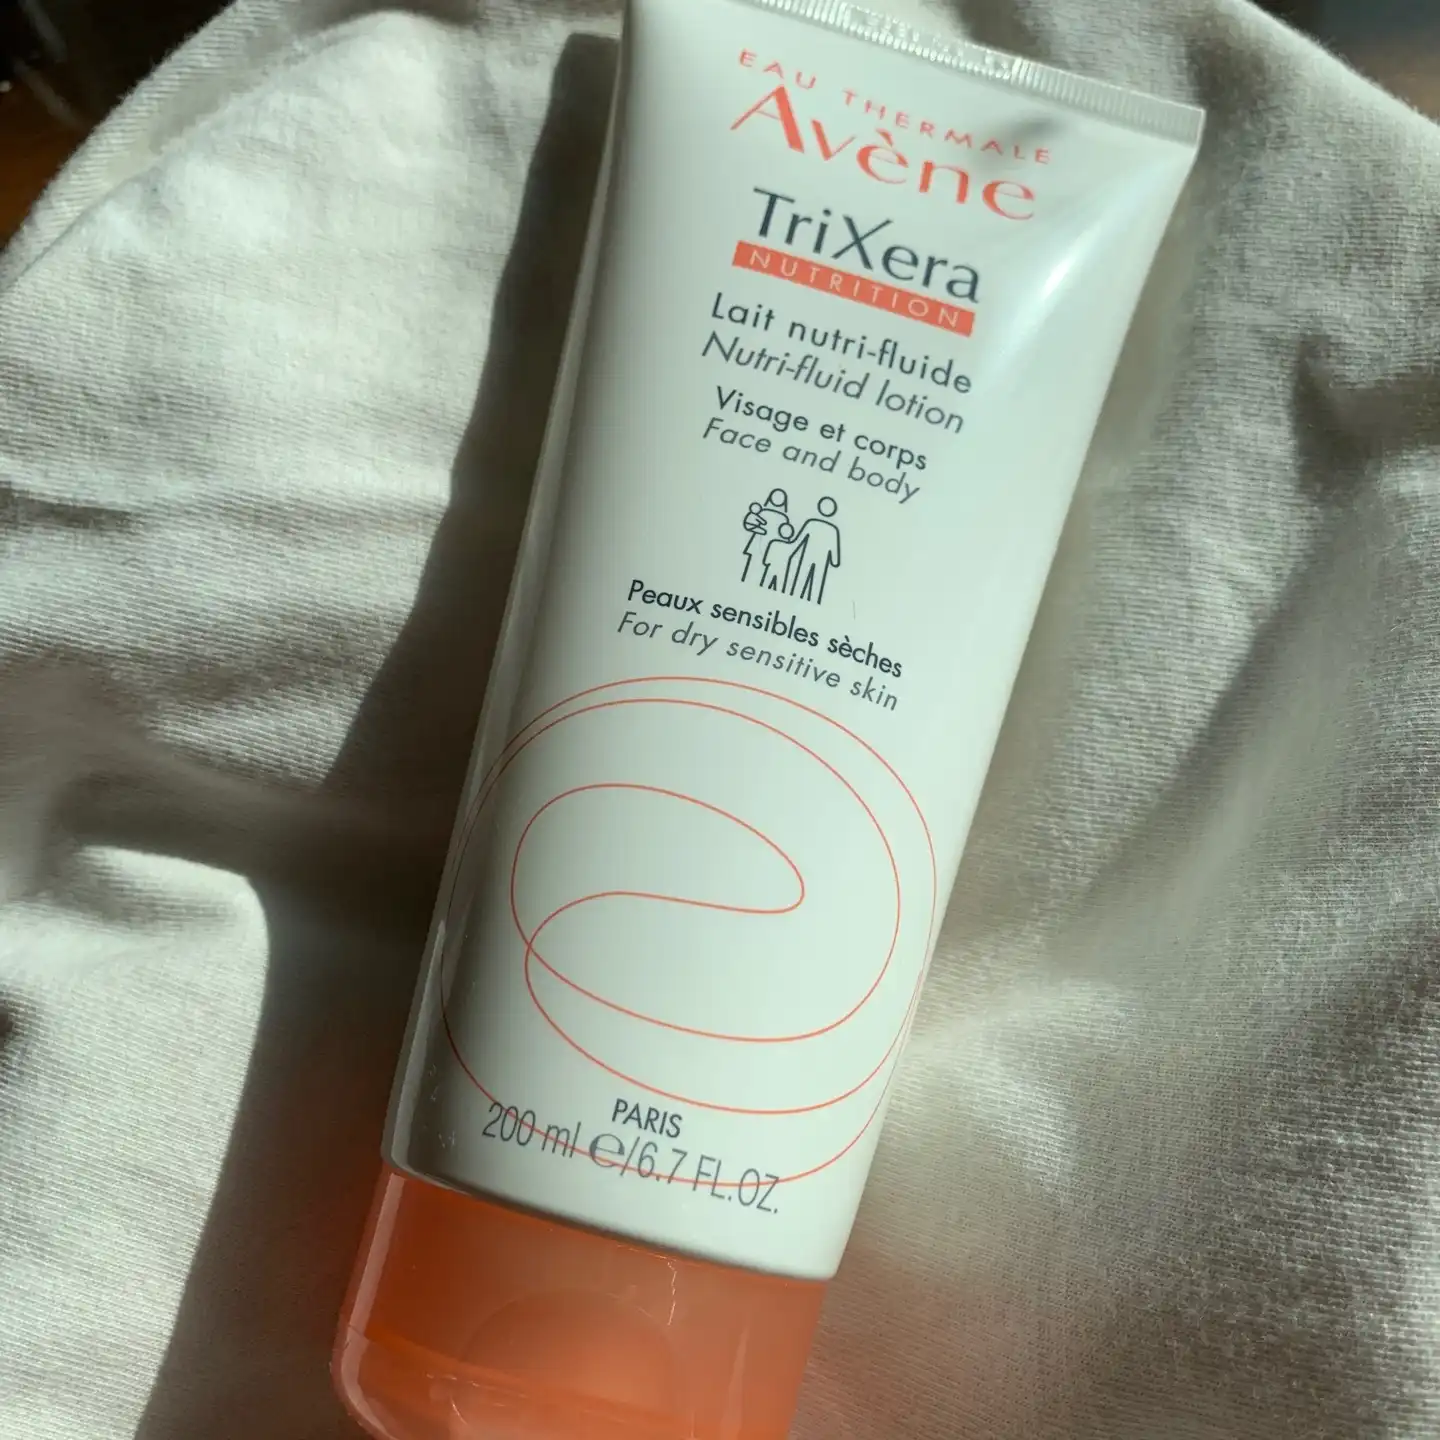 EAU THERMALE
Avène
TriXera
NUTRITION
Lait nutri-fluide
Nutri-fluid lotion
Visage et corps
Face and body
Peaux sensibles sèches
For dry sensitive skin
PARIS
200 ml ℮/6.7 FL.OZ.